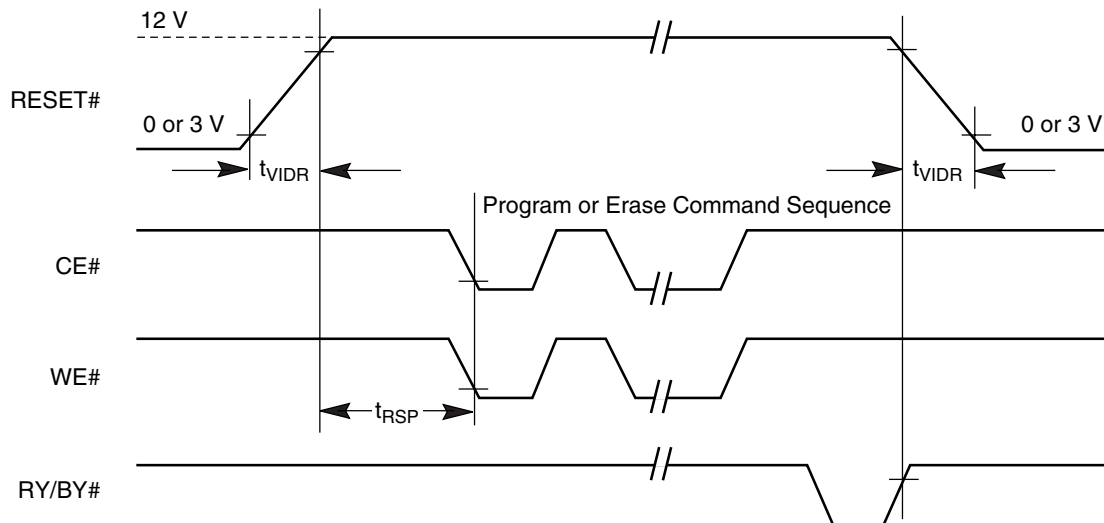 12 V
RESET#
0 or 3 V
0 or 3 V
tVIDR
tVIDR
Program or Erase Command Sequence
CE#
WE#
tRSP
RY/BY#